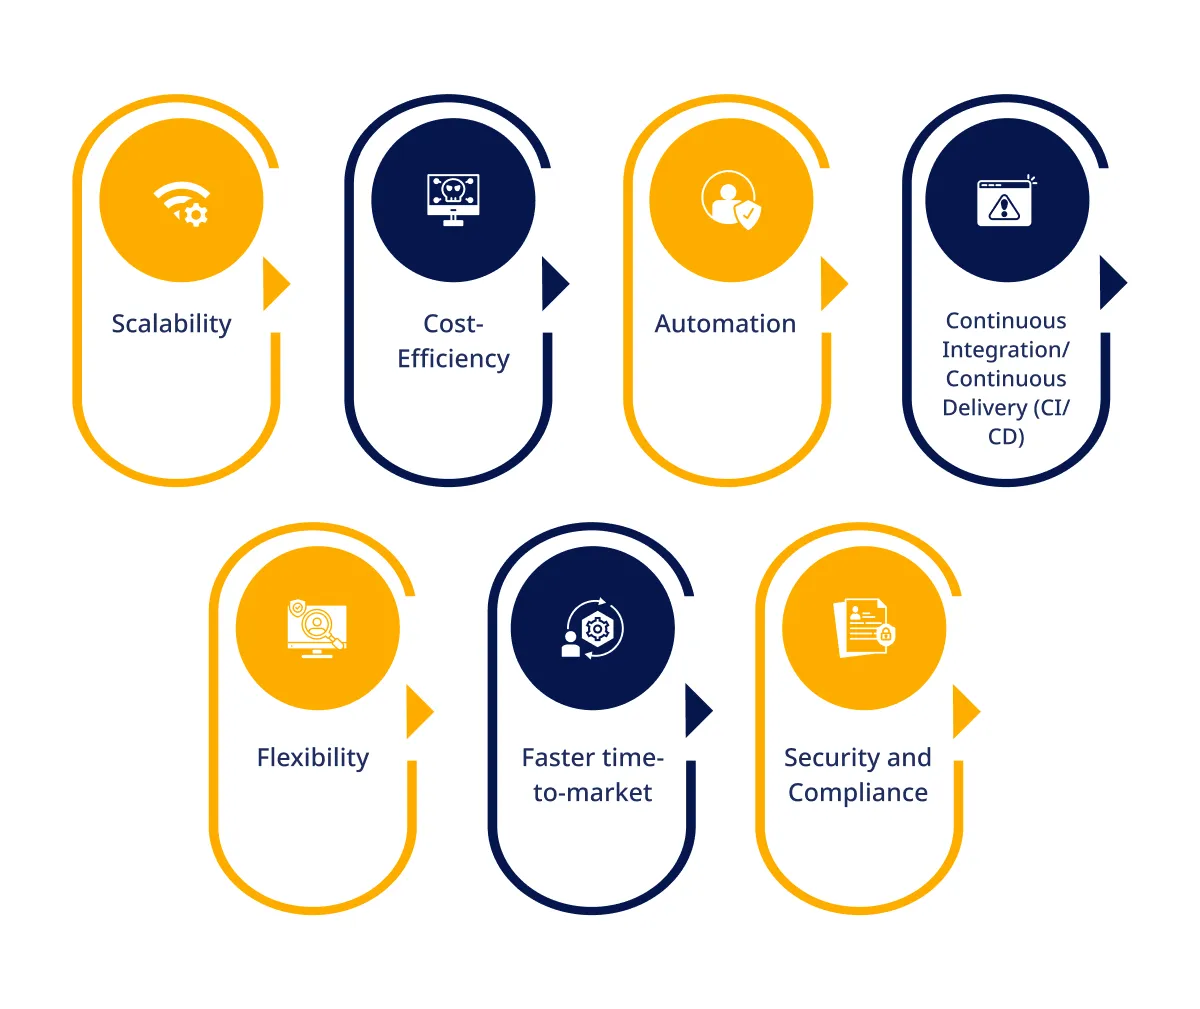 Scalability
Cost-
Efficiency
Automation
Continuous
Integration/
Continuous
Delivery (CI/
CD)
Flexibility
Faster time-
to-market
Security and
Compliance